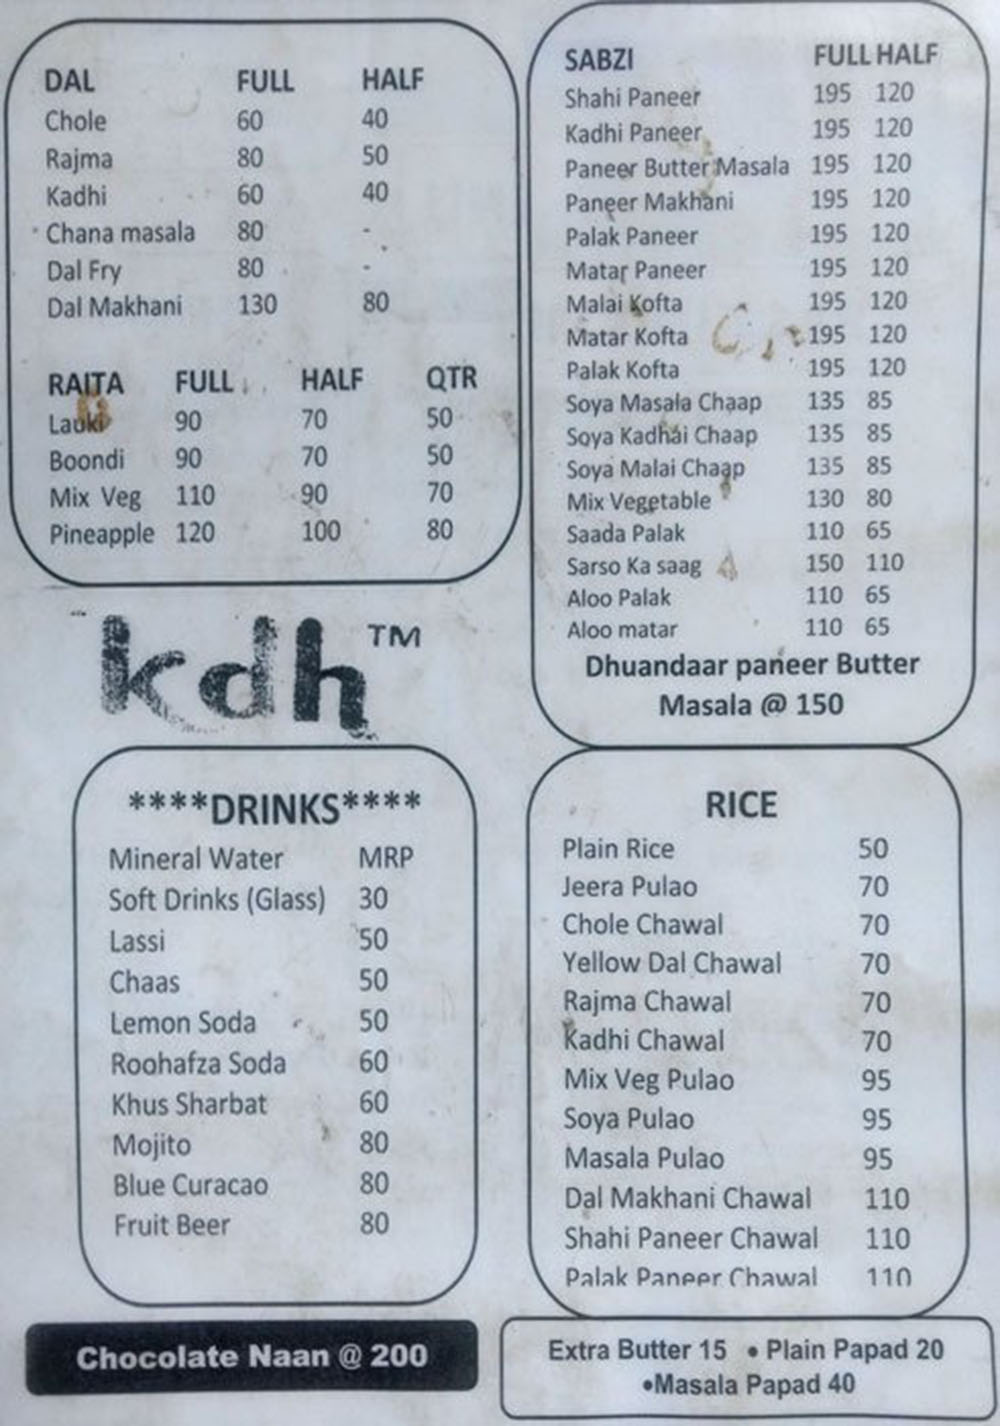 DAL FULL HALF
Chole 60 40
Rajma 80 50
Kadhi 60 40
Chana masala 80 -
Dal Fry 80 -
Dal Makhani 130 80
RAITA FULL HALF QTR
Lauki 90 70 50
Boondi 90 70 50
Mix Veg 110 90 70
Pineapple 120 100 80
SABZI FULL HALF
Shahi Paneer 195 120
Kadhi Paneer 195 120
Paneer Butter Masala 195 120
Paneer Makhani 195 120
Palak Paneer 195 120
Matar Paneer 195 120
Malai Kofta 195 120
Matar Kofta 195 120
Palak Kofta 195 120
Soya Masala Chaap 135 85
Soya Kadhai Chaap 135 85
Soya Malai Chaap 135 85
Mix Vegetable 130 80
Saada Palak 110 65
Sarso Ka saag 150 110
Aloo Palak 110 65
Aloo matar 110 65
Dhuandaar paneer Butter
Masala @ 150
kdh™
****DRINKS****
Mineral Water MRP
Soft Drinks (Glass) 30
Lassi 50
Chaas 50
Lemon Soda 50
Roohafza Soda 60
Khus Sharbat 60
Mojito 80
Blue Curacao 80
Fruit Beer 80
RICE
Plain Rice 50
Jeera Pulao 70
Chole Chawal 70
Yellow Dal Chawal 70
Rajma Chawal 70
Kadhi Chawal 70
Mix Veg Pulao 95
Soya Pulao 95
Masala Pulao 95
Dal Makhani Chawal 110
Shahi Paneer Chawal 110
Palak Paneer Chawal 110
Chocolate Naan @ 200
Extra Butter 15 • Plain Papad 20
•Masala Papad 40